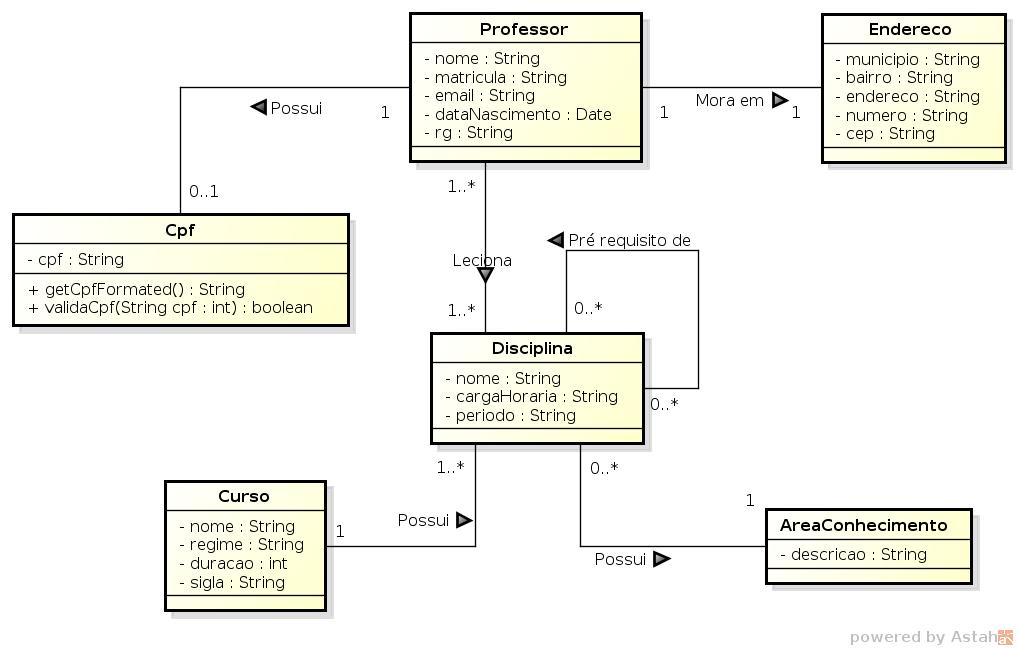 Professor
- nome : String
- matricula : String
- email : String
- dataNascimento : Date
- rg : String
Endereco
- municipio : String
- bairro : String
- endereco : String
- numero : String
- cep : String
Possui
1
1
Mora em
1
0..1
1..*
Cpf
- cpf : String
+ getCpfFormated() : String
+ validaCpf(String cpf : int) : boolean
Leciona
Pré requisito de
1..*
0..*
Disciplina
- nome : String
- cargaHoraria : String
- periodo : String
0..*
1..*
0..*
Curso
- nome : String
- regime : String
- duracao : int
- sigla : String
1
Possui
1
Possui
AreaConhecimento
- descricao : String
powered by Astah